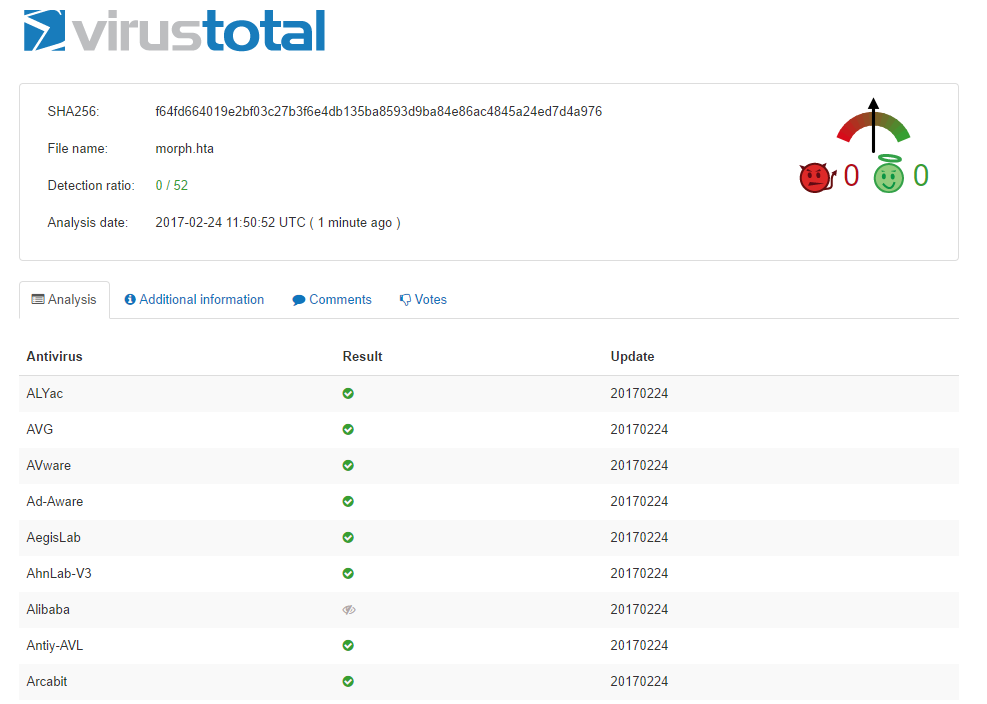 virustotal
SHA256: f64fd664019e2bf03c27b3f6e4db135ba8593d9ba84e86ac4845a24ed7d4a976
File name: morph.hta
Detection ratio: 0 / 52
Analysis date: 2017-02-24 11:50:52 UTC ( 1 minute ago )
0 0
Analysis Additional information Comments Votes
Antivirus Result Update
ALYac 20170224
AVG 20170224
AVware 20170224
Ad-Aware 20170224
AegisLab 20170224
AhnLab-V3 20170224
Alibaba 20170224
Antiy-AVL 20170224
Arcabit 20170224